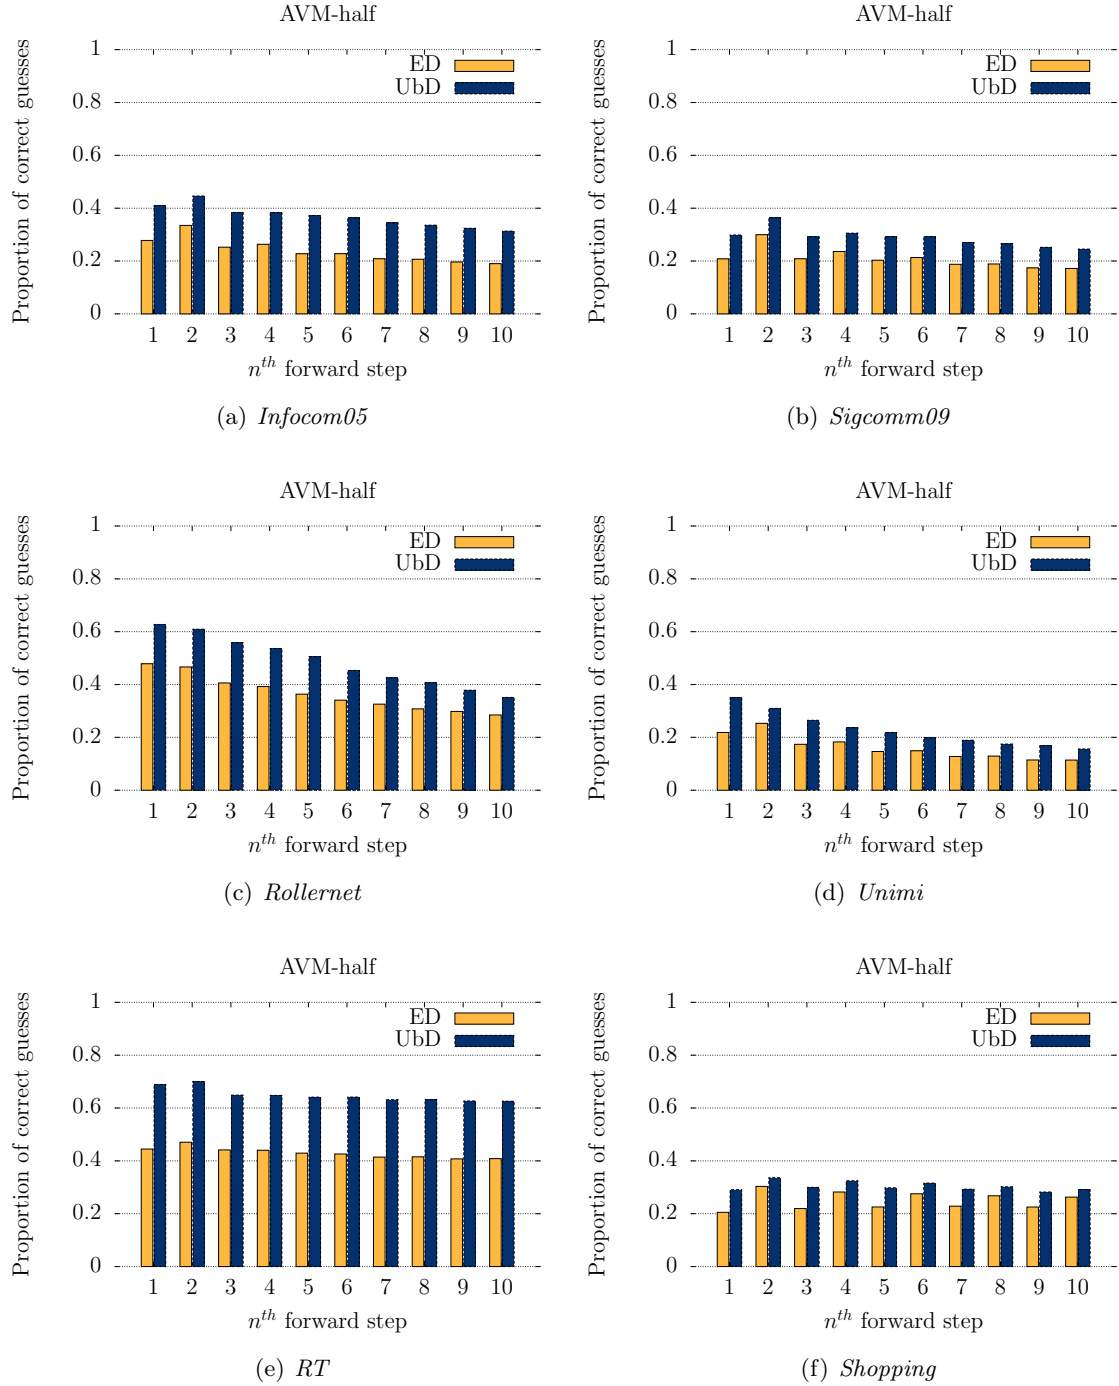 AVM-half
Proportion of correct guesses
1
0.8
0.6
0.4
0.2
0
ED
UbD
1 2 3 4 5 6 7 8 9 10
n^th forward step
(a) Infocom05
AVM-half
Proportion of correct guesses
1
0.8
0.6
0.4
0.2
0
ED
UbD
1 2 3 4 5 6 7 8 9 10
n^th forward step
(b) Sigcomm09
AVM-half
Proportion of correct guesses
1
0.8
0.6
0.4
0.2
0
ED
UbD
1 2 3 4 5 6 7 8 9 10
n^th forward step
(c) Rollernet
AVM-half
Proportion of correct guesses
1
0.8
0.6
0.4
0.2
0
ED
UbD
1 2 3 4 5 6 7 8 9 10
n^th forward step
(d) Unimi
AVM-half
Proportion of correct guesses
1
0.8
0.6
0.4
0.2
0
ED
UbD
1 2 3 4 5 6 7 8 9 10
n^th forward step
(e) RT
AVM-half
Proportion of correct guesses
1
0.8
0.6
0.4
0.2
0
ED
UbD
1 2 3 4 5 6 7 8 9 10
n^th forward step
(f) Shopping